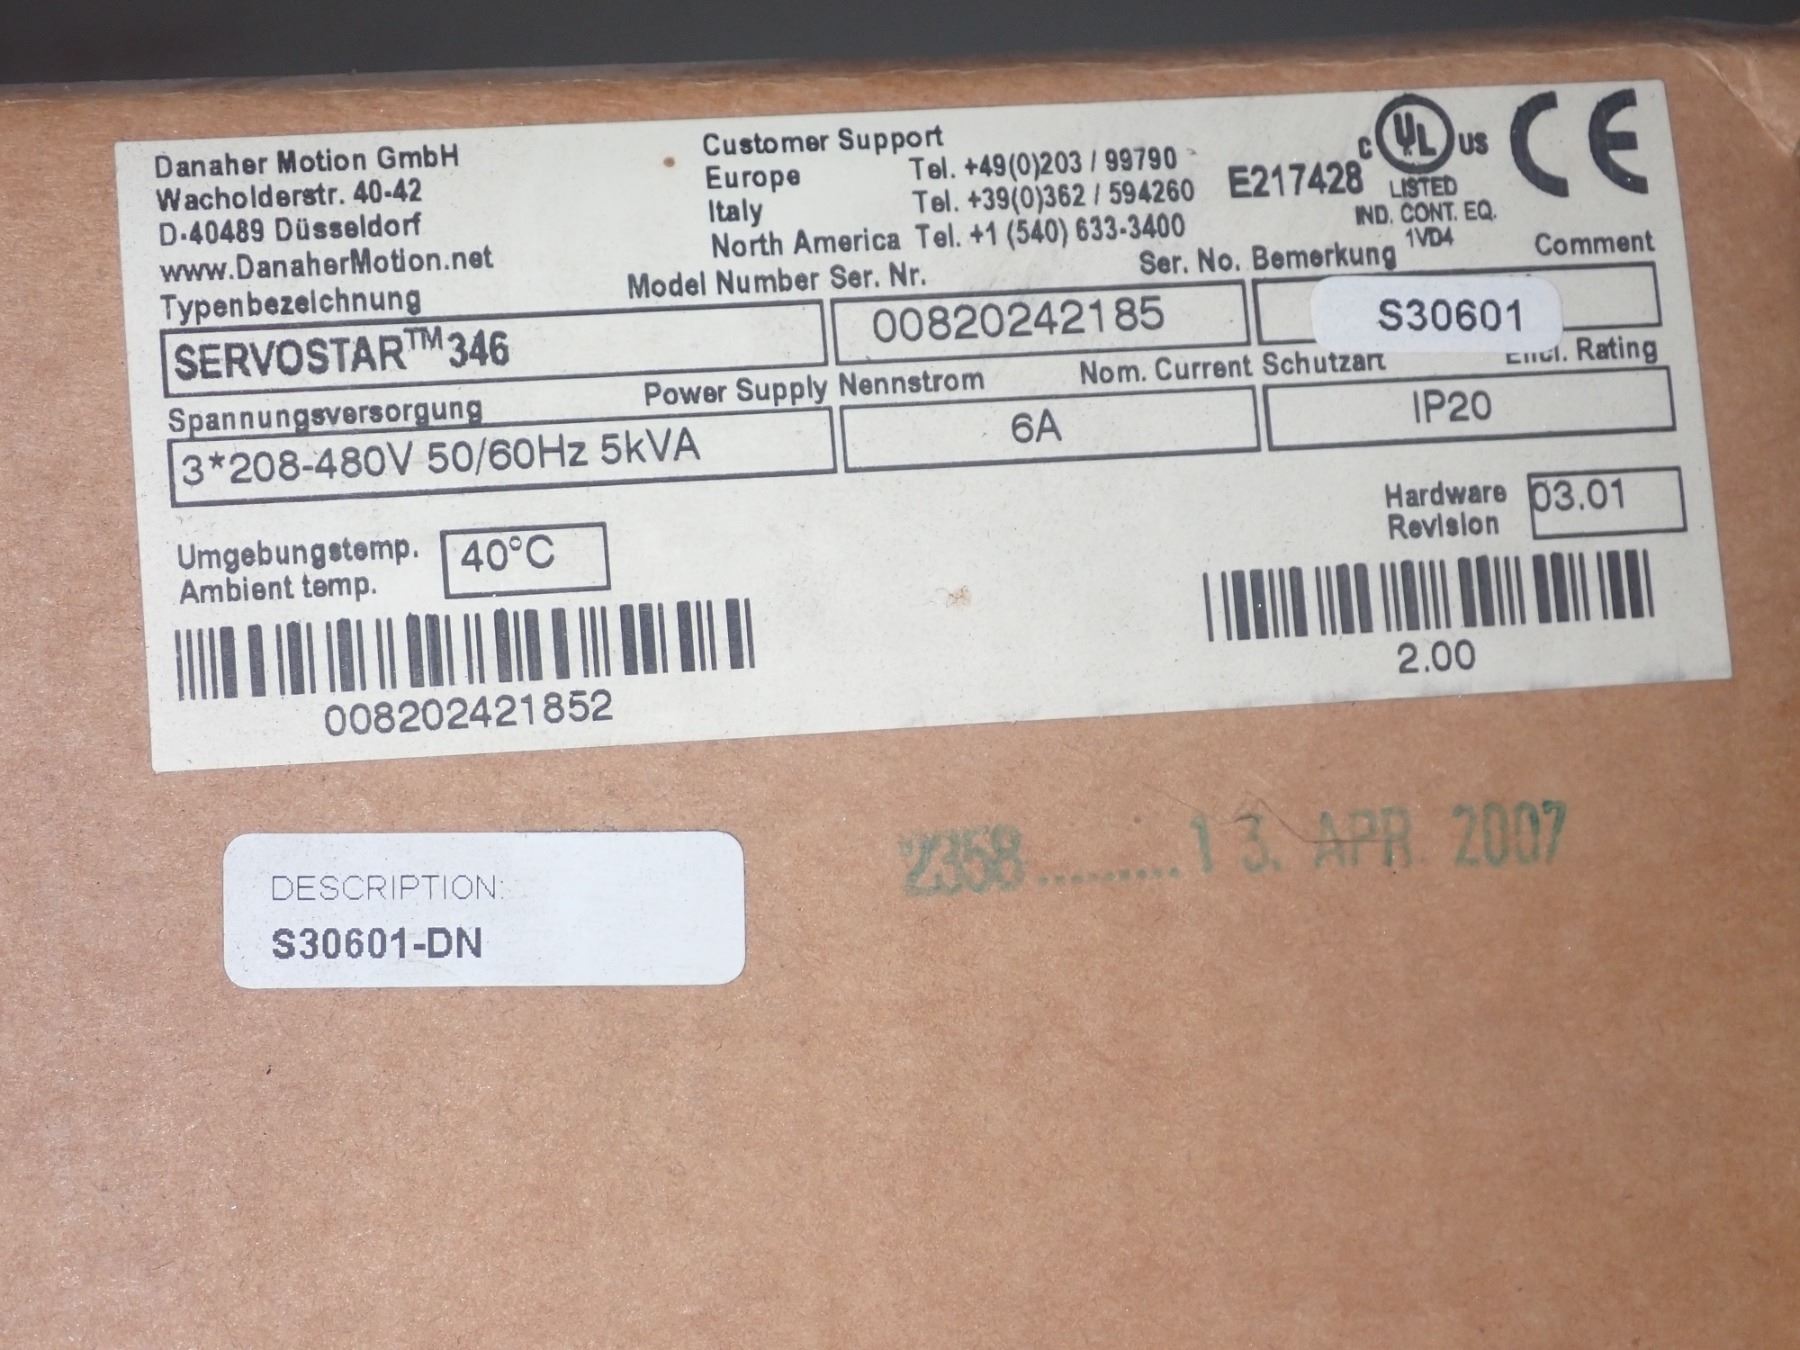 Danaher Motion GmbH
Wacholderstr. 40-42
D-40489 Düsseldorf
www.DanaherMotion.net
Customer Support
Europe Tel. +49(0)203 / 99790
Italy Tel. +39(0)362 / 594260
North America Tel. +1 (540) 633-3400
E217428
C UL US
LISTED
IND. CONT. EQ.
1VD4
CE
Typenbezeichnung Model Number Ser. Nr. Ser. No. Bemerkung Comment
SERVOSTAR™346 00820242185 S30601
Spannungsversorgung Power Supply Nennstrom Nom. Current Schutzart Rating
3*208-480V 50/60Hz 5kVA 6A IP20
Umgebungstemp.
Ambient temp.
40°C
Hardware
Revision
03.01
008202421852
2.00
2358.........13. APR. 2007
DESCRIPTION:
S30601-DN